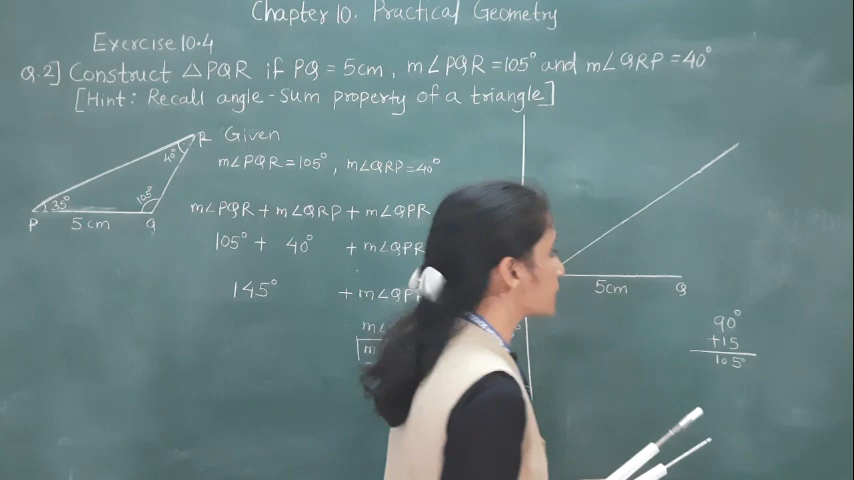 Chapter 10. Practical Geometry
Exercise 10.4
Q.2] Construct △PQR if PQ = 5cm, m∠PQR = 105° and m∠QRP = 40°
[Hint: Recall angle-sum property of a triangle]
R
40°
35°
105°
P
5cm
Q
Given
m∠PQR = 105°, m∠QRP = 40°
m∠PQR + m∠QRP + m∠QPR
105° + 40° + m∠QPR
145° + m∠QP
m∠
m
5cm
Q
90°
+15
105°